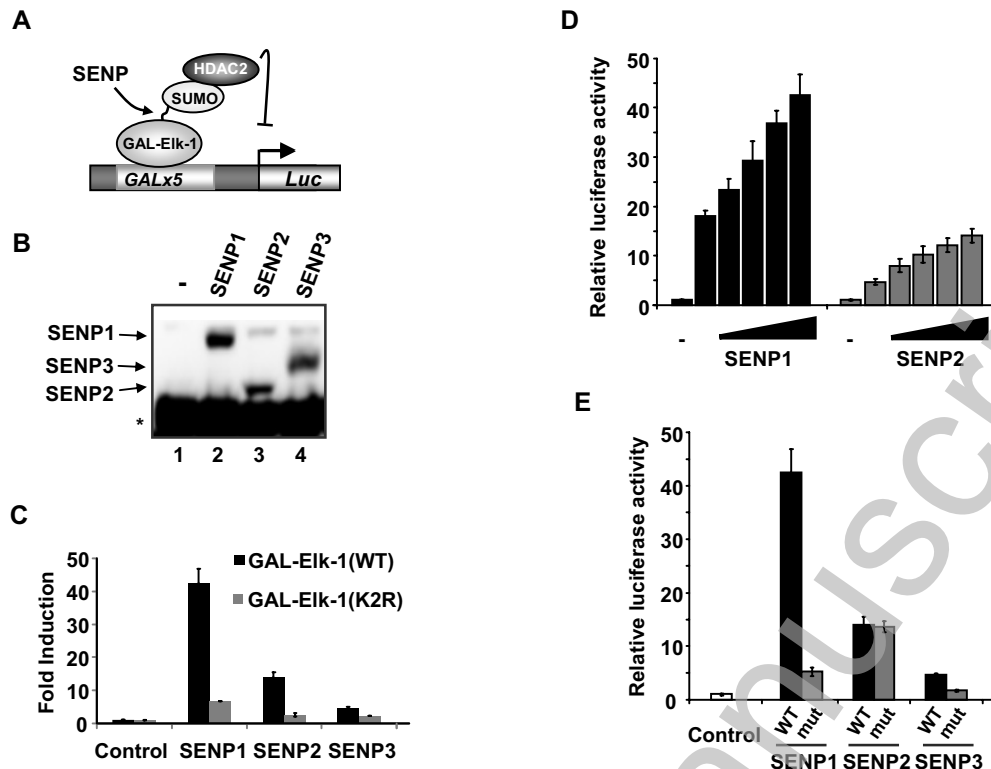 A
SENP
HDAC2
SUMO
GAL-Elk-1
GALx5
Luc
B
-
SENP1
SENP2
SENP3
SENP1
SENP3
SENP2
*
1 2 3 4
C
Fold Induction
50
40
30
20
10
0
GAL-Elk-1(WT)
GAL-Elk-1(K2R)
Control SENP1 SENP2 SENP3
D
Relative luciferase activity
50
40
30
20
10
0
- SENP1 - SENP2
E
Relative luciferase activity
50
40
30
20
10
0
Control
WT mut WT mut WT mut
SENP1 SENP2 SENP3